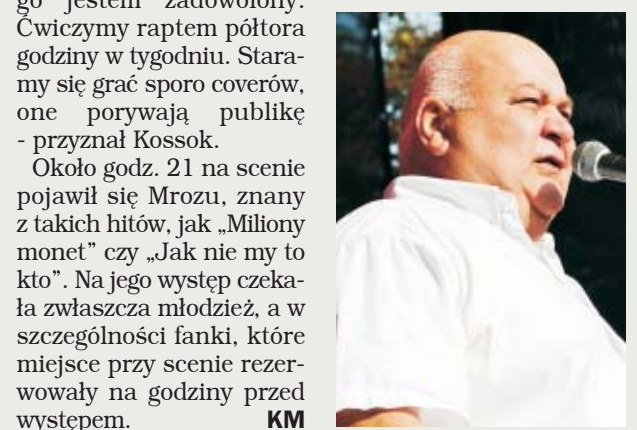 go jestem zadowolony.
Ćwiczymy raptem półtora
godziny w tygodniu. Stara-
my się grać sporo coverów,
one porywają publikę
- przyznał Kossok.
Około godz. 21 na scenie
pojawił się Mrozu, znany
z takich hitów, jak „Miliony
monet” czy „Jak nie my to
kto”. Na jego występ czeka-
ła zwłaszcza młodzież, a w
szczególności fanki, które
miejsce przy scenie rezer-
wowały na godziny przed
występem. KM